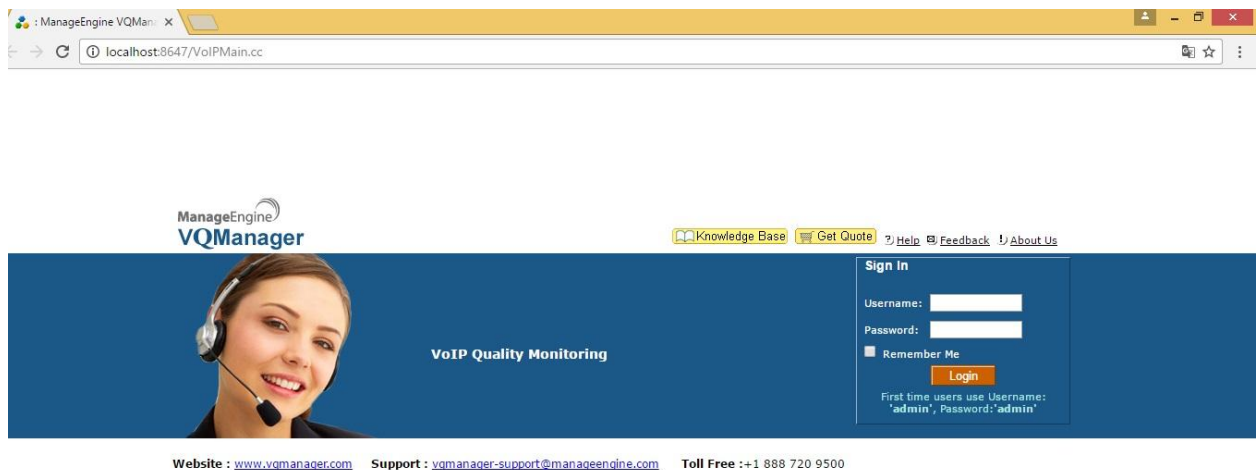 : ManageEngine VQMan
localhost:8647/VoIPMain.cc
ManageEngine
VQManager
Knowledge Base Get Quote Help Feedback About Us
Sign In
Username:
Password:
Remember Me
Login
First time users use Username:
'admin', Password:'admin'
VoIP Quality Monitoring
Website : www.vqmanager.com Support : vqmanager-support@manageengine.com Toll Free :+1 888 720 9500